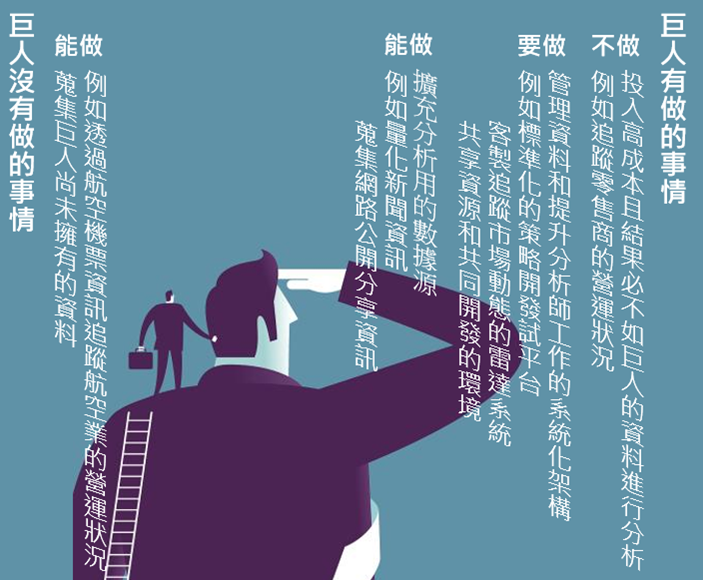 巨人有做的事情
不做
投入高成本且結果必不如巨人的資料進行分析
例如追蹤零售商的營運狀況
要做
管理資料和提升分析師工作的系統化架構
例如標準化的策略開發試平台
客製追蹤市場動態的雷達系統
共享資源和共同開發的環境
能做
擴充分析用的數據源
例如量化新聞資訊
蒐集網路公開分享資訊
巨人沒有做的事情
能做
例如透過航空機票資訊追蹤航空業的營運狀況
蒐集巨人尚未擁有的資料